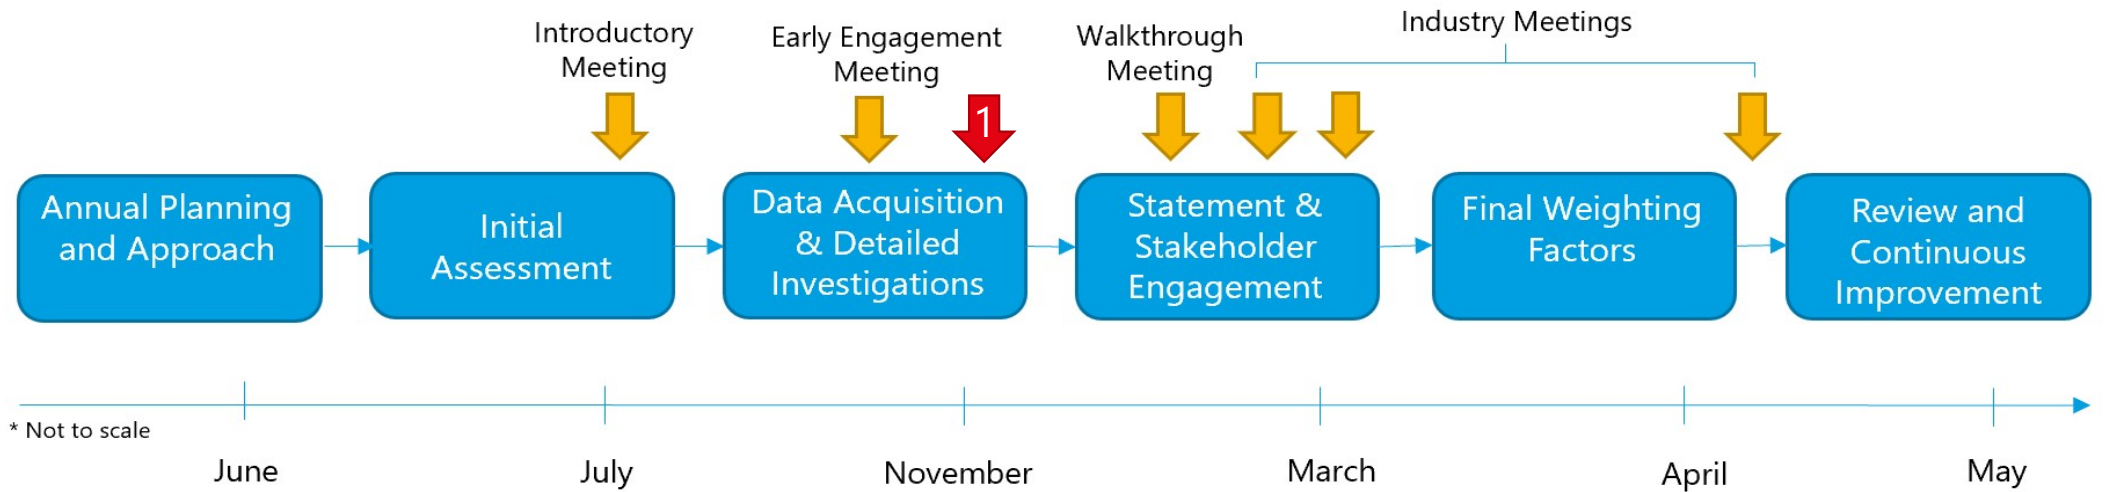 Introductory
Meeting
Early Engagement
Meeting
1
Walkthrough
Meeting
Industry Meetings
Annual Planning
and Approach
Initial
Assessment
Data Acquisition
& Detailed
Investigations
Statement &
Stakeholder
Engagement
Final Weighting
Factors
Review and
Continuous
Improvement
* Not to scale
June
July
November
March
April
May